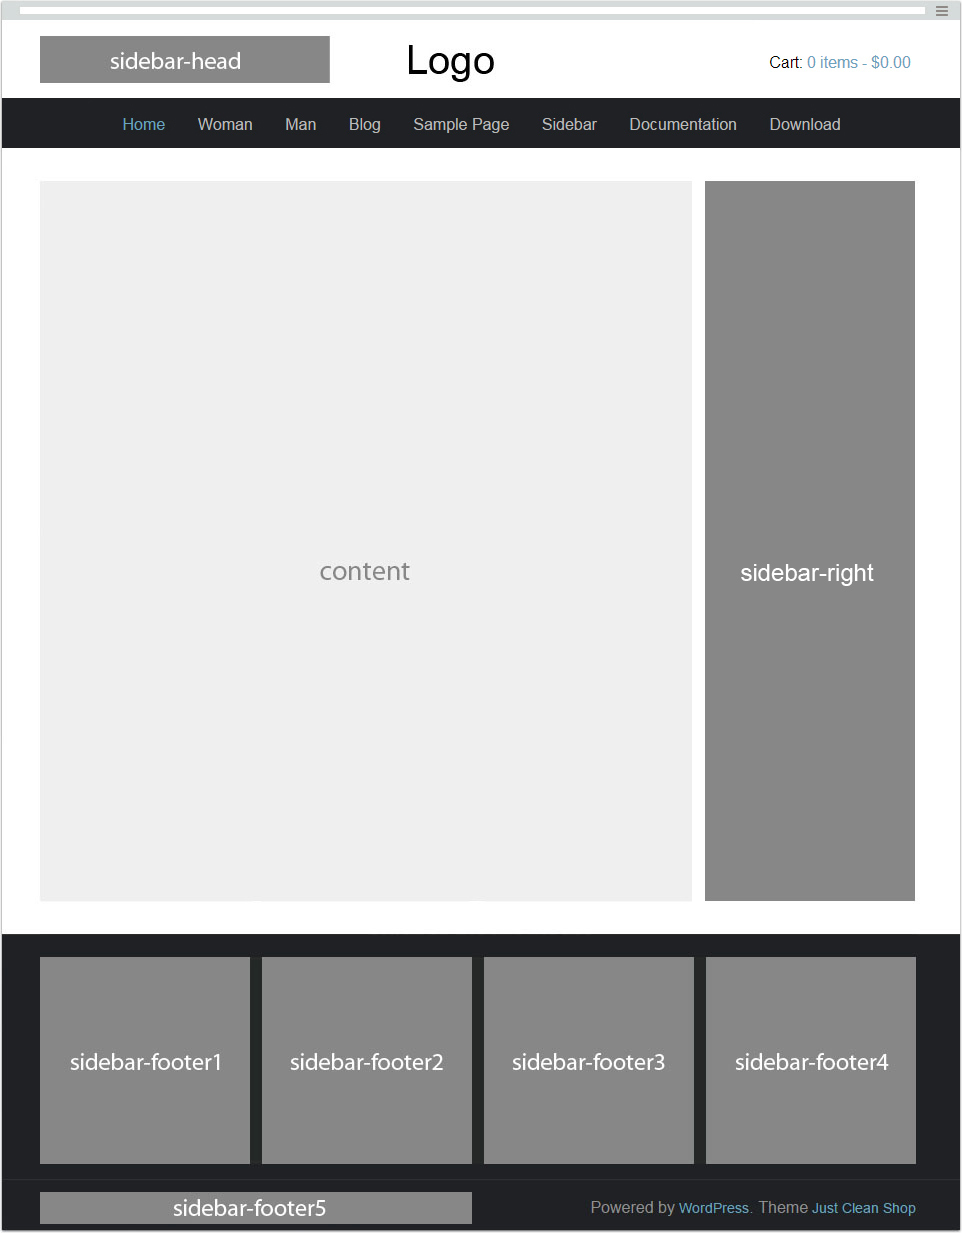 sidebar-head Logo Cart: 0 items - $0.00
Home Woman Man Blog Sample Page Sidebar Documentation Download
content sidebar-right
sidebar-footer1 sidebar-footer2 sidebar-footer3 sidebar-footer4
sidebar-footer5 Powered by WordPress. Theme Just Clean Shop